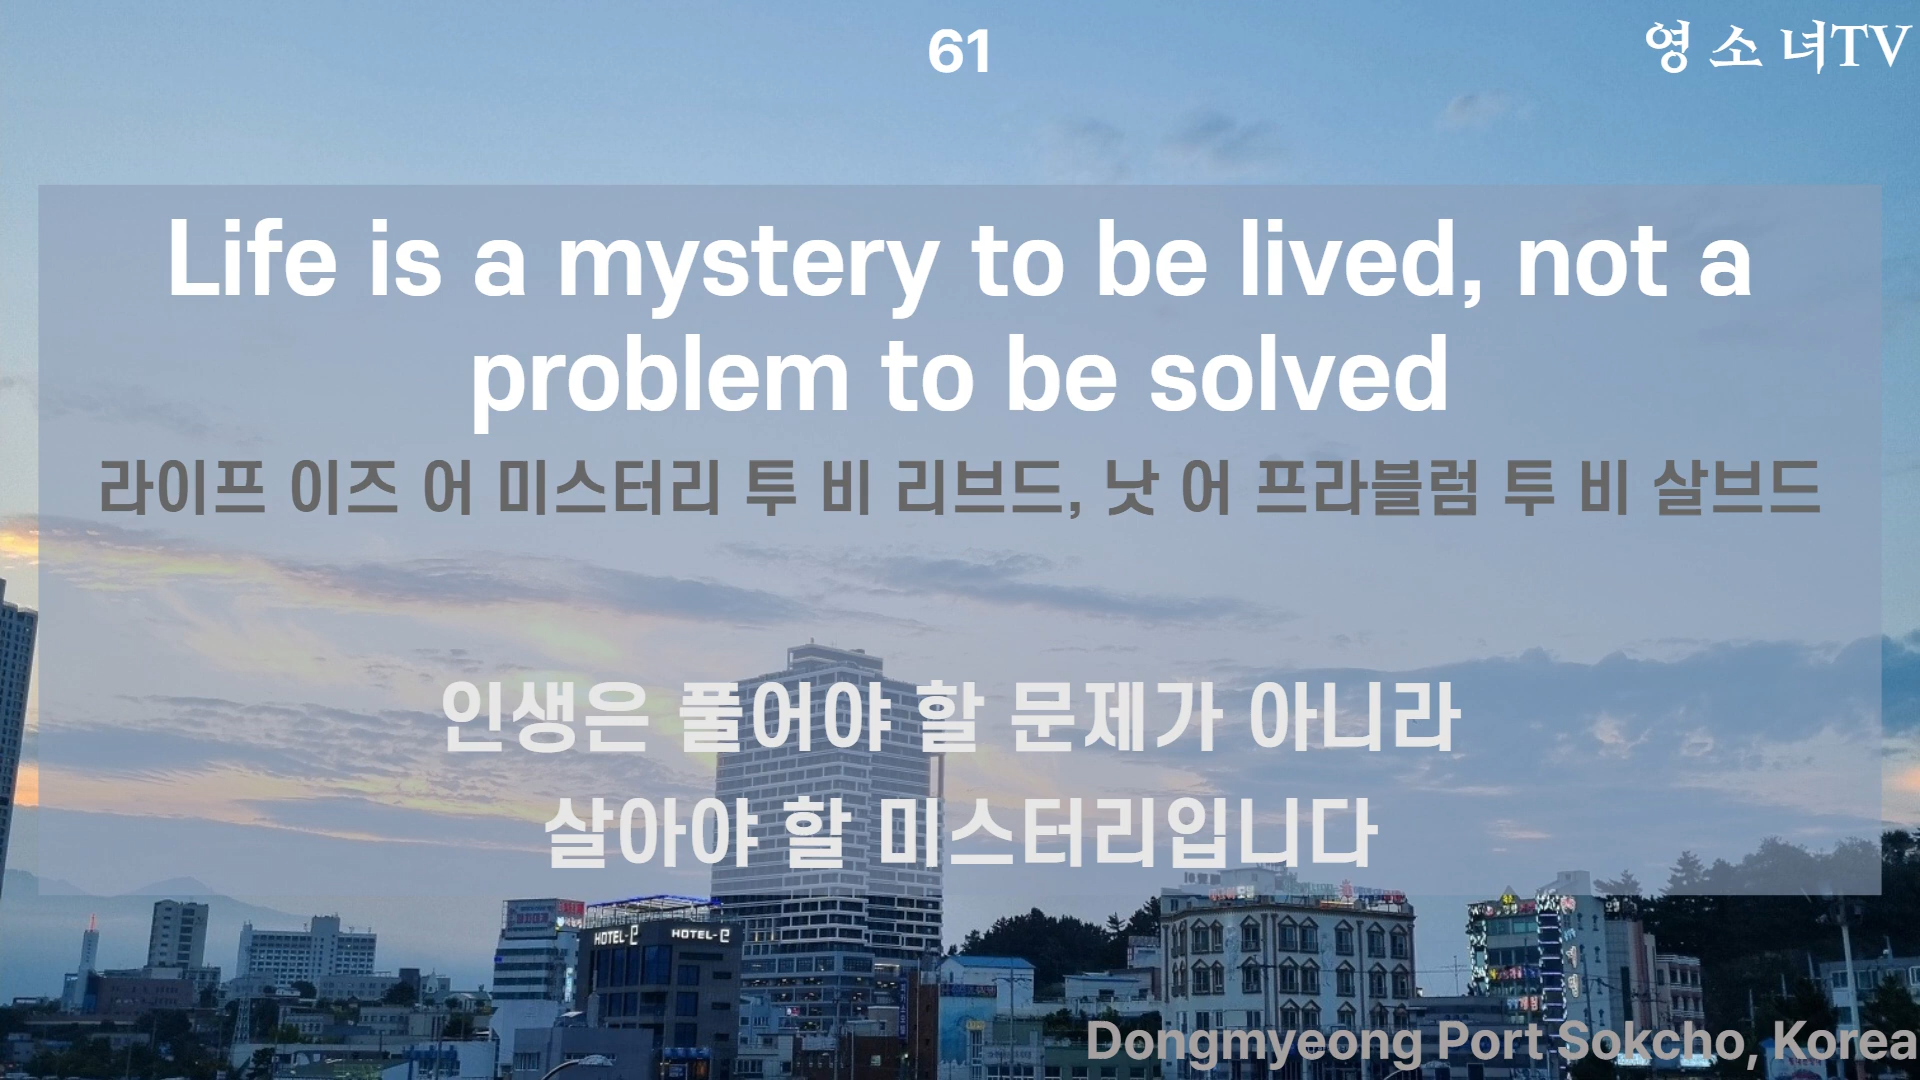 61
영소녀TV
Life is a mystery to be lived, not a
problem to be solved
라이프 이즈 어 미스터리 투 비 리브드, 낫 어 프라블럼 투 비 살브드
인생은 풀어야 할 문제가 아니라
살아야 할 미스터리입니다
HOTEL-e HOTEL-e
Dongmyeong Port Sokcho, Korea